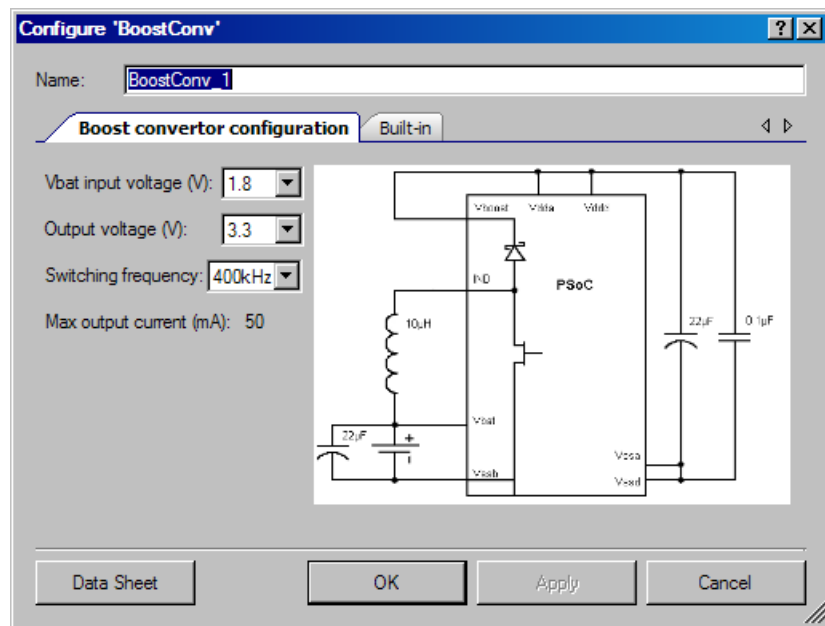 Configure 'BoostConv'
Name: BoostConv_1
Boost convertor configuration Built-in
Vbat input voltage (V): 1.8
Output voltage (V): 3.3
Switching frequency: 400kHz
Max output current (mA): 50
Vboost Vdda Vddd
IND PSoC
10µH 22µF 0.1µF
Vbat
22µF +
Vssa
Vssb
Vssd
Data Sheet OK Apply Cancel